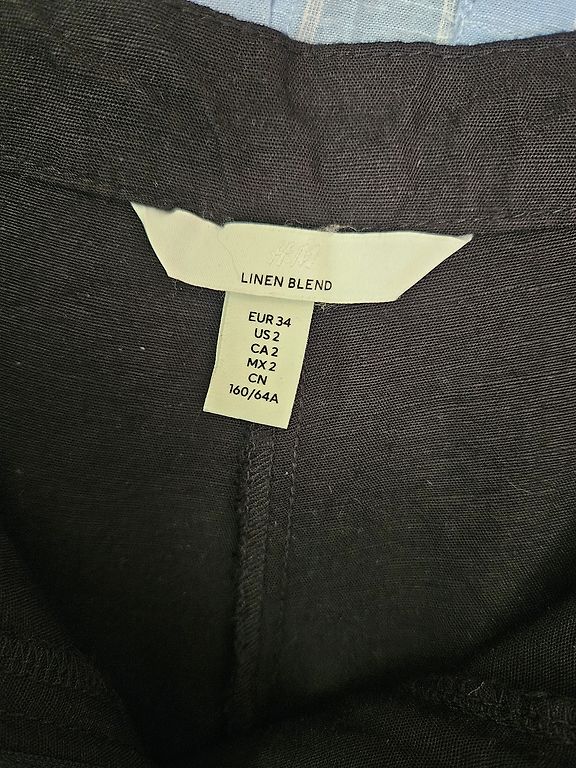 H&M
LINEN BLEND
EUR 34
US 2
CA 2
MX 2
CN
160/64A